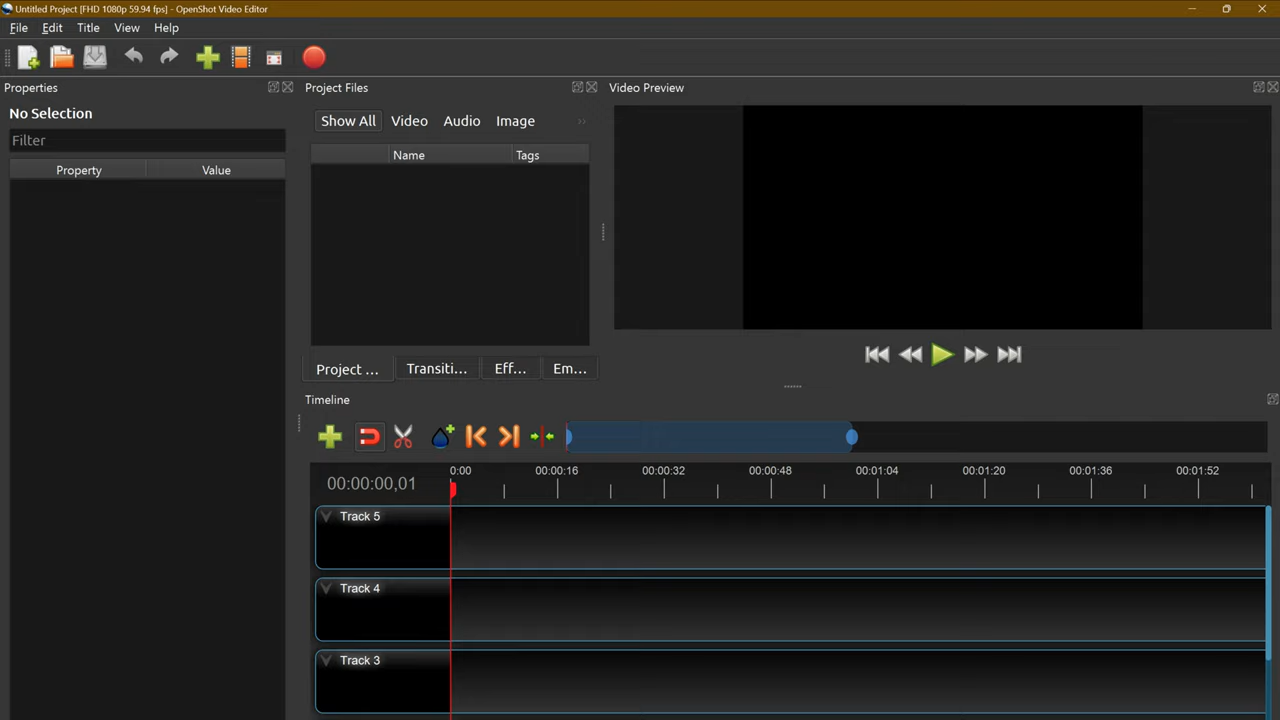 Untitled Project [FHD 1080p 59.94 fps] - OpenShot Video Editor
File Edit Title View Help
Properties
No Selection
Filter
Property Value
Project Files
Show All Video Audio Image
Name Tags
Project ... Transiti... Eff... Em...
Video Preview
Timeline
0:00 00:00:16 00:00:32 00:00:48 00:01:04 00:01:20 00:01:36 00:01:52
00:00:00,01
Track 5
Track 4
Track 3